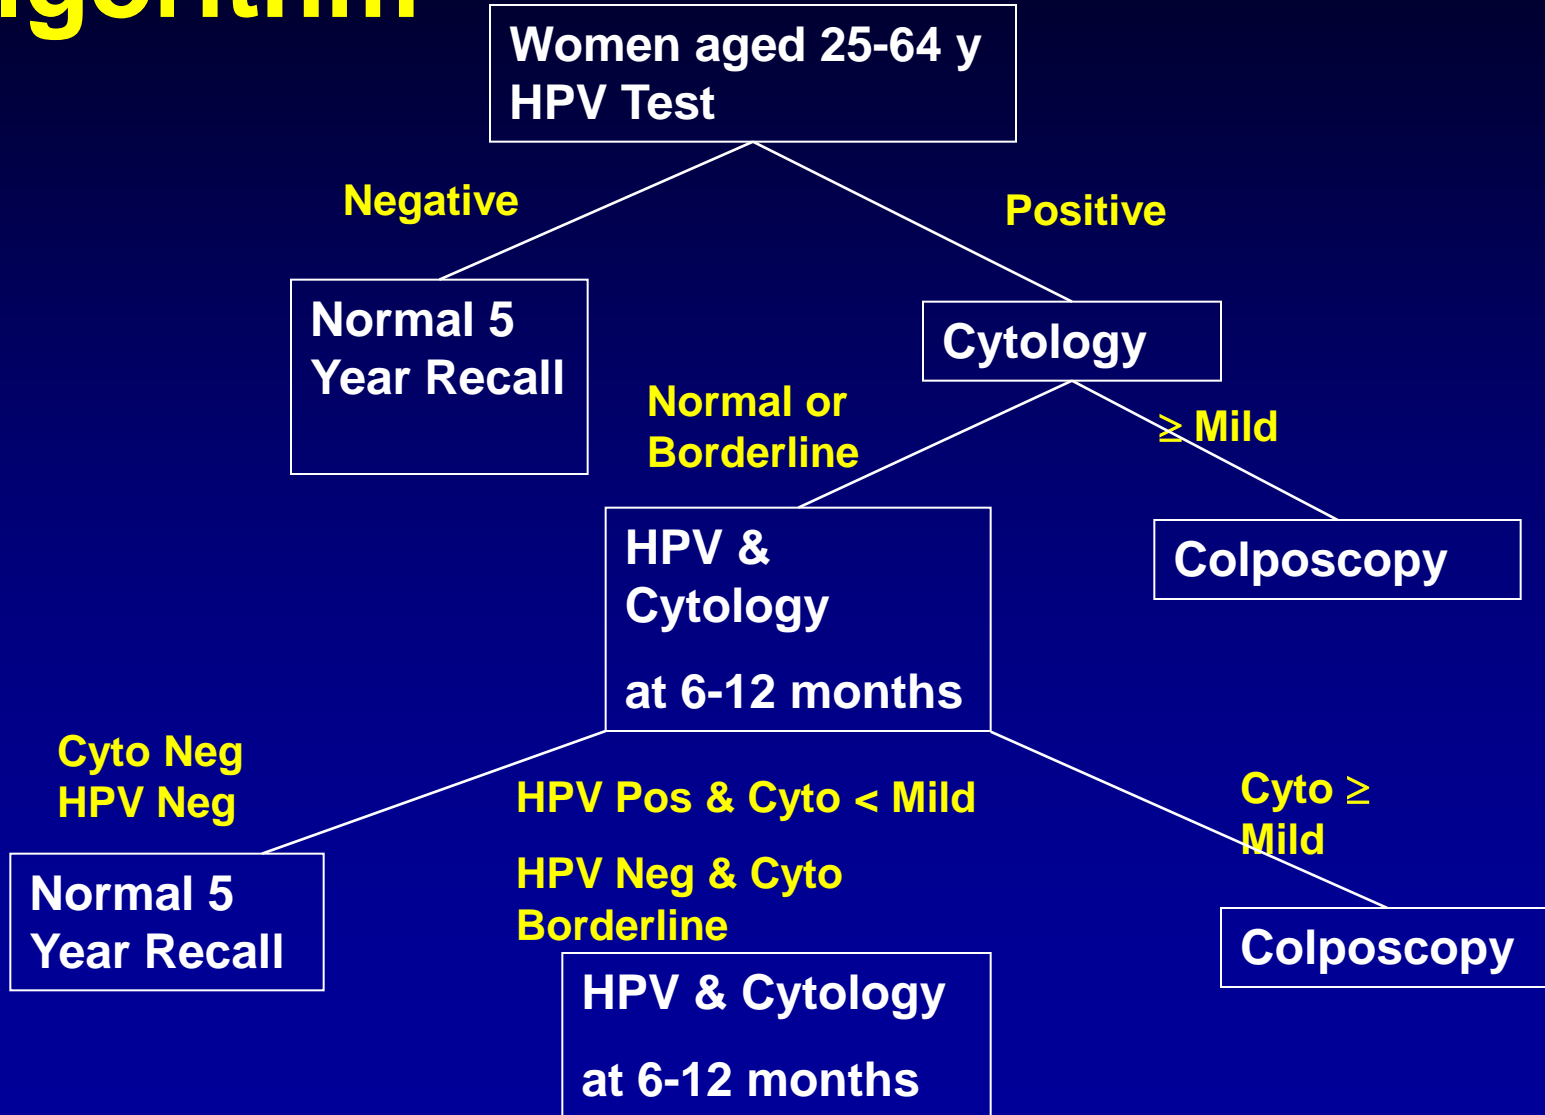 Women aged 25-64 y
HPV Test
Negative
Positive
Normal 5
Year Recall
Cytology
Normal or
Borderline
≥ Mild
HPV &
Cytology
at 6-12 months
Colposcopy
Cyto Neg
HPV Neg
HPV Pos & Cyto < Mild
HPV Neg & Cyto
Borderline
Cyto ≥
Mild
Normal 5
Year Recall
Colposcopy
HPV & Cytology
at 6-12 months